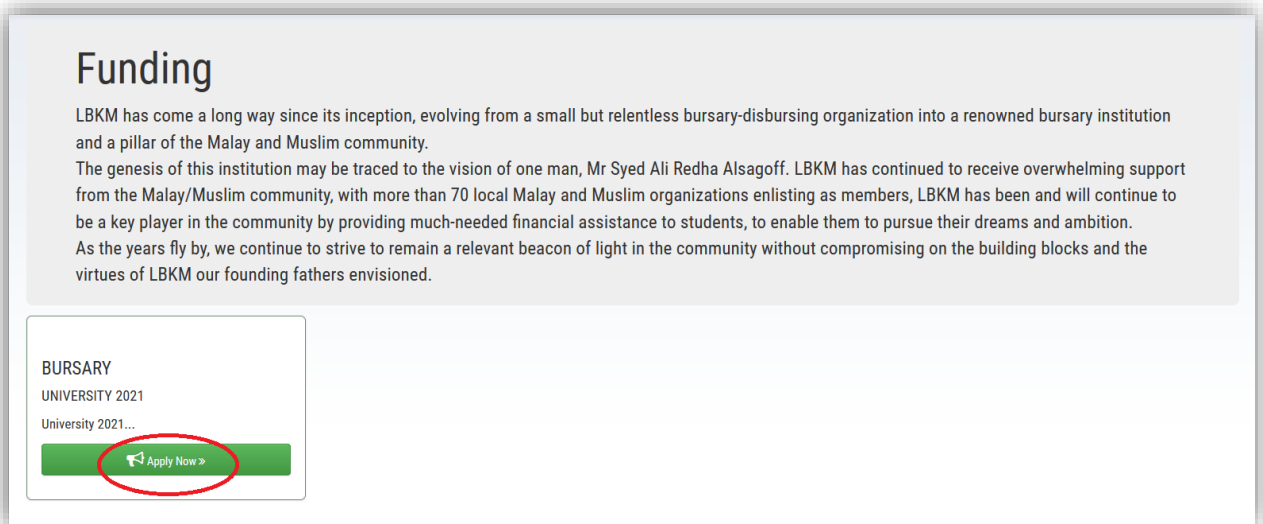 Funding
LBKM has come a long way since its inception, evolving from a small but relentless bursary-disbursing organization into a renowned bursary institution
and a pillar of the Malay and Muslim community.
The genesis of this institution may be traced to the vision of one man, Mr Syed Ali Redha Alsagoff. LBKM has continued to receive overwhelming support
from the Malay/Muslim community, with more than 70 local Malay and Muslim organizations enlisting as members, LBKM has been and will continue to
be a key player in the community by providing much-needed financial assistance to students, to enable them to pursue their dreams and ambition.
As the years fly by, we continue to strive to remain a relevant beacon of light in the community without compromising on the building blocks and the
virtues of LBKM our founding fathers envisioned.
BURSARY
UNIVERSITY 2021
University 2021...
Apply Now »